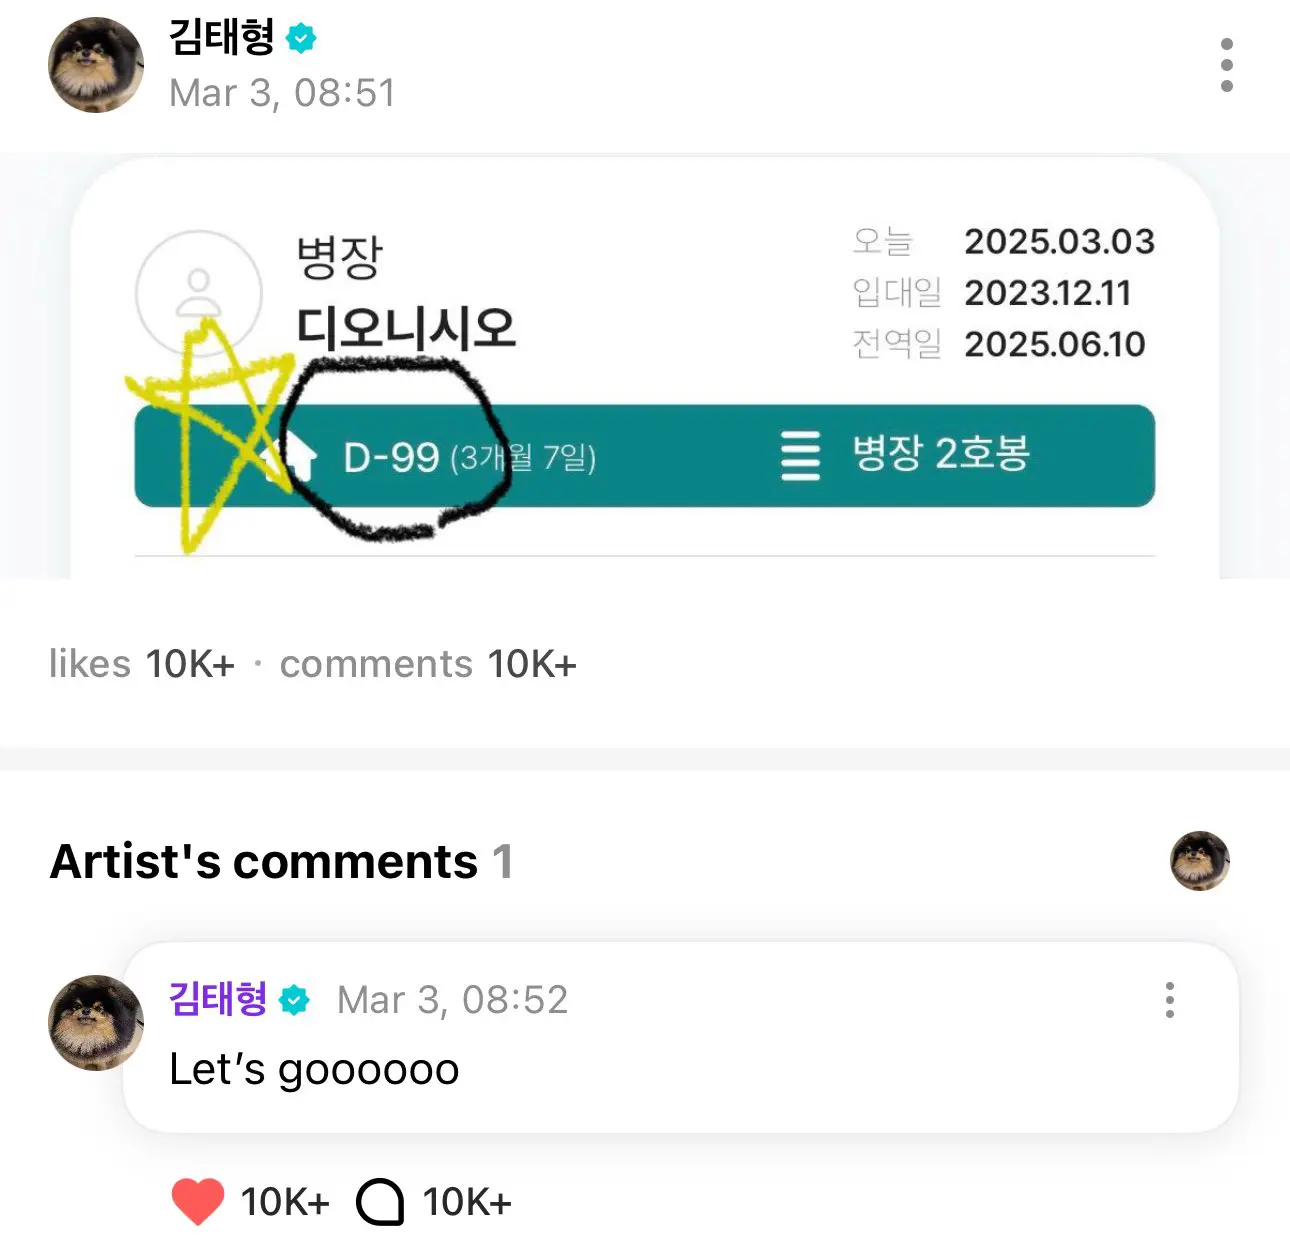 김태형
Mar 3, 08:51
병장
디오니시오
오늘 2025.03.03
입대일 2023.12.11
전역일 2025.06.10
D-99 (3개월 7일)
병장 2호봉
likes 10K+ · comments 10K+
Artist's comments 1
김태형 Mar 3, 08:52
Let’s goooooo
10K+ 10K+